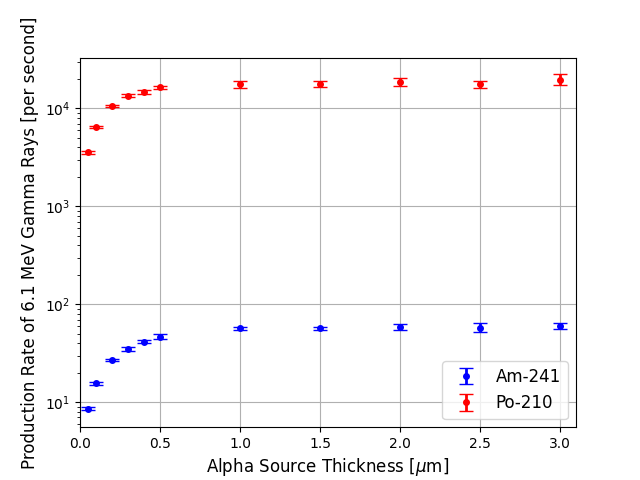 Production Rate of 6.1 MeV Gamma Rays [per second]
10⁴
10³
10²
10¹
0.0 0.5 1.0 1.5 2.0 2.5 3.0
Alpha Source Thickness [μm]
Am-241
Po-210